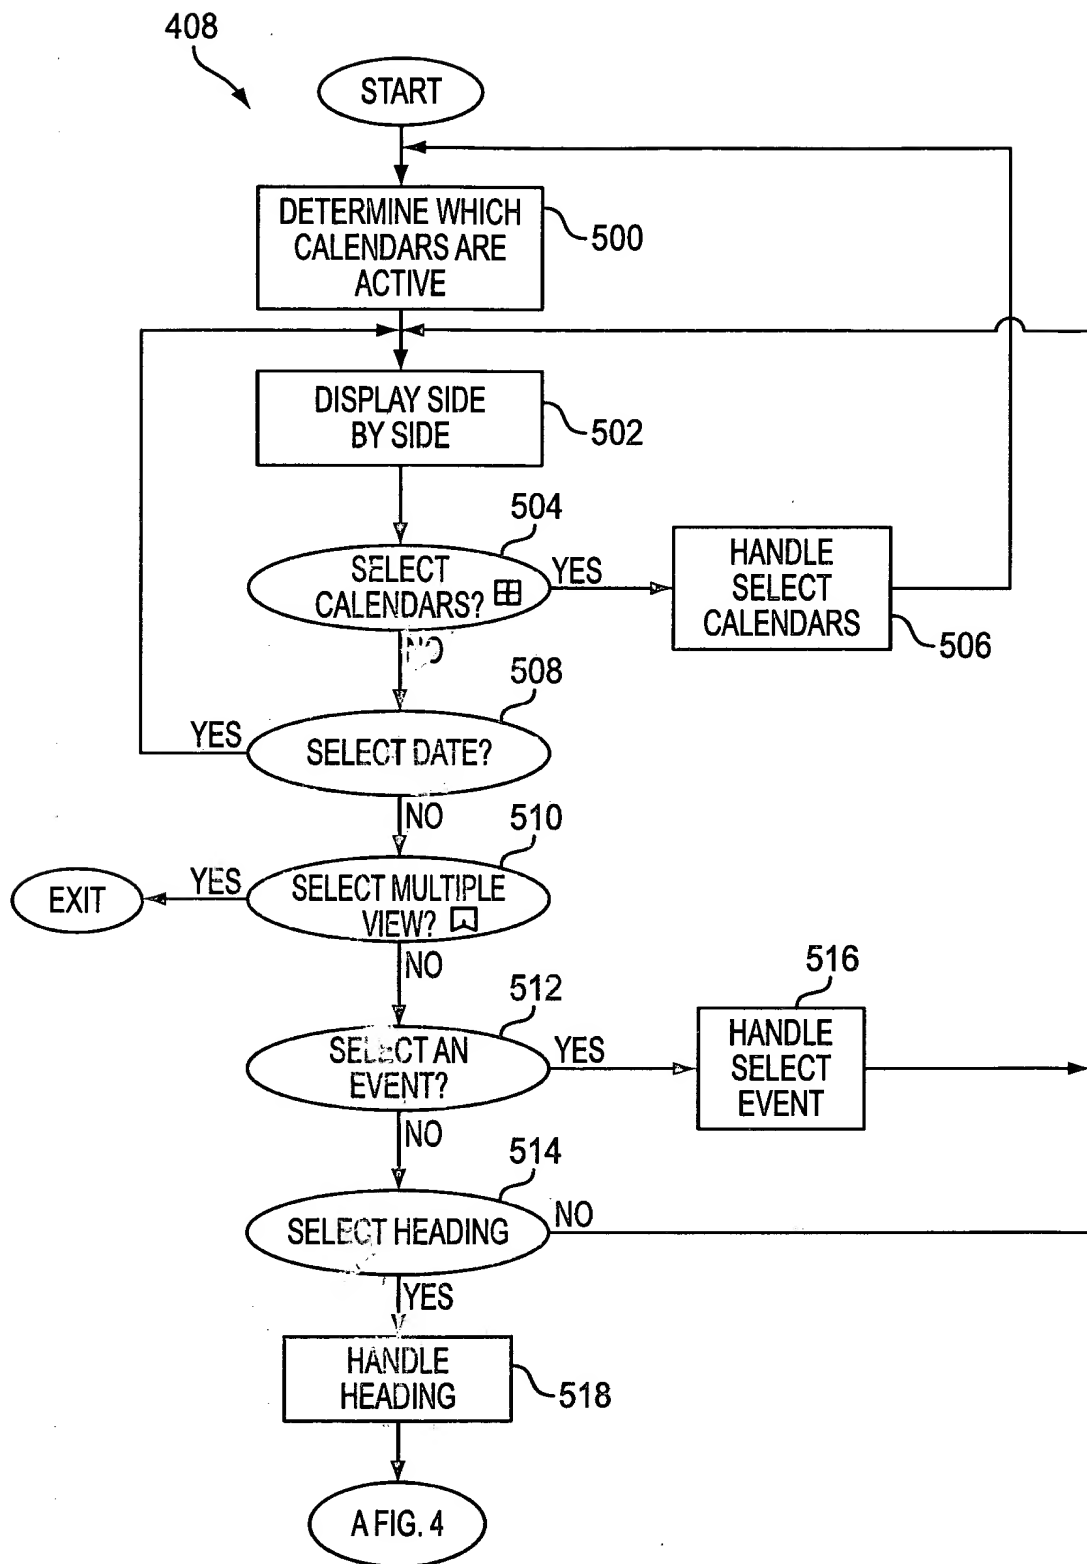 408
START
DETERMINE WHICH
CALENDARS ARE
ACTIVE
500
DISPLAY SIDE
BY SIDE
502
504
SELECT
CALENDARS?
YES
HANDLE
SELECT
CALENDARS
506
NO
508
YES
SELECT DATE?
NO
510
EXIT
YES
SELECT MULTIPLE
VIEW?
NO
512
SELECT AN
EVENT?
YES
516
HANDLE
SELECT
EVENT
NO
514
SELECT HEADING
NO
YES
HANDLE
HEADING
518
A FIG. 4